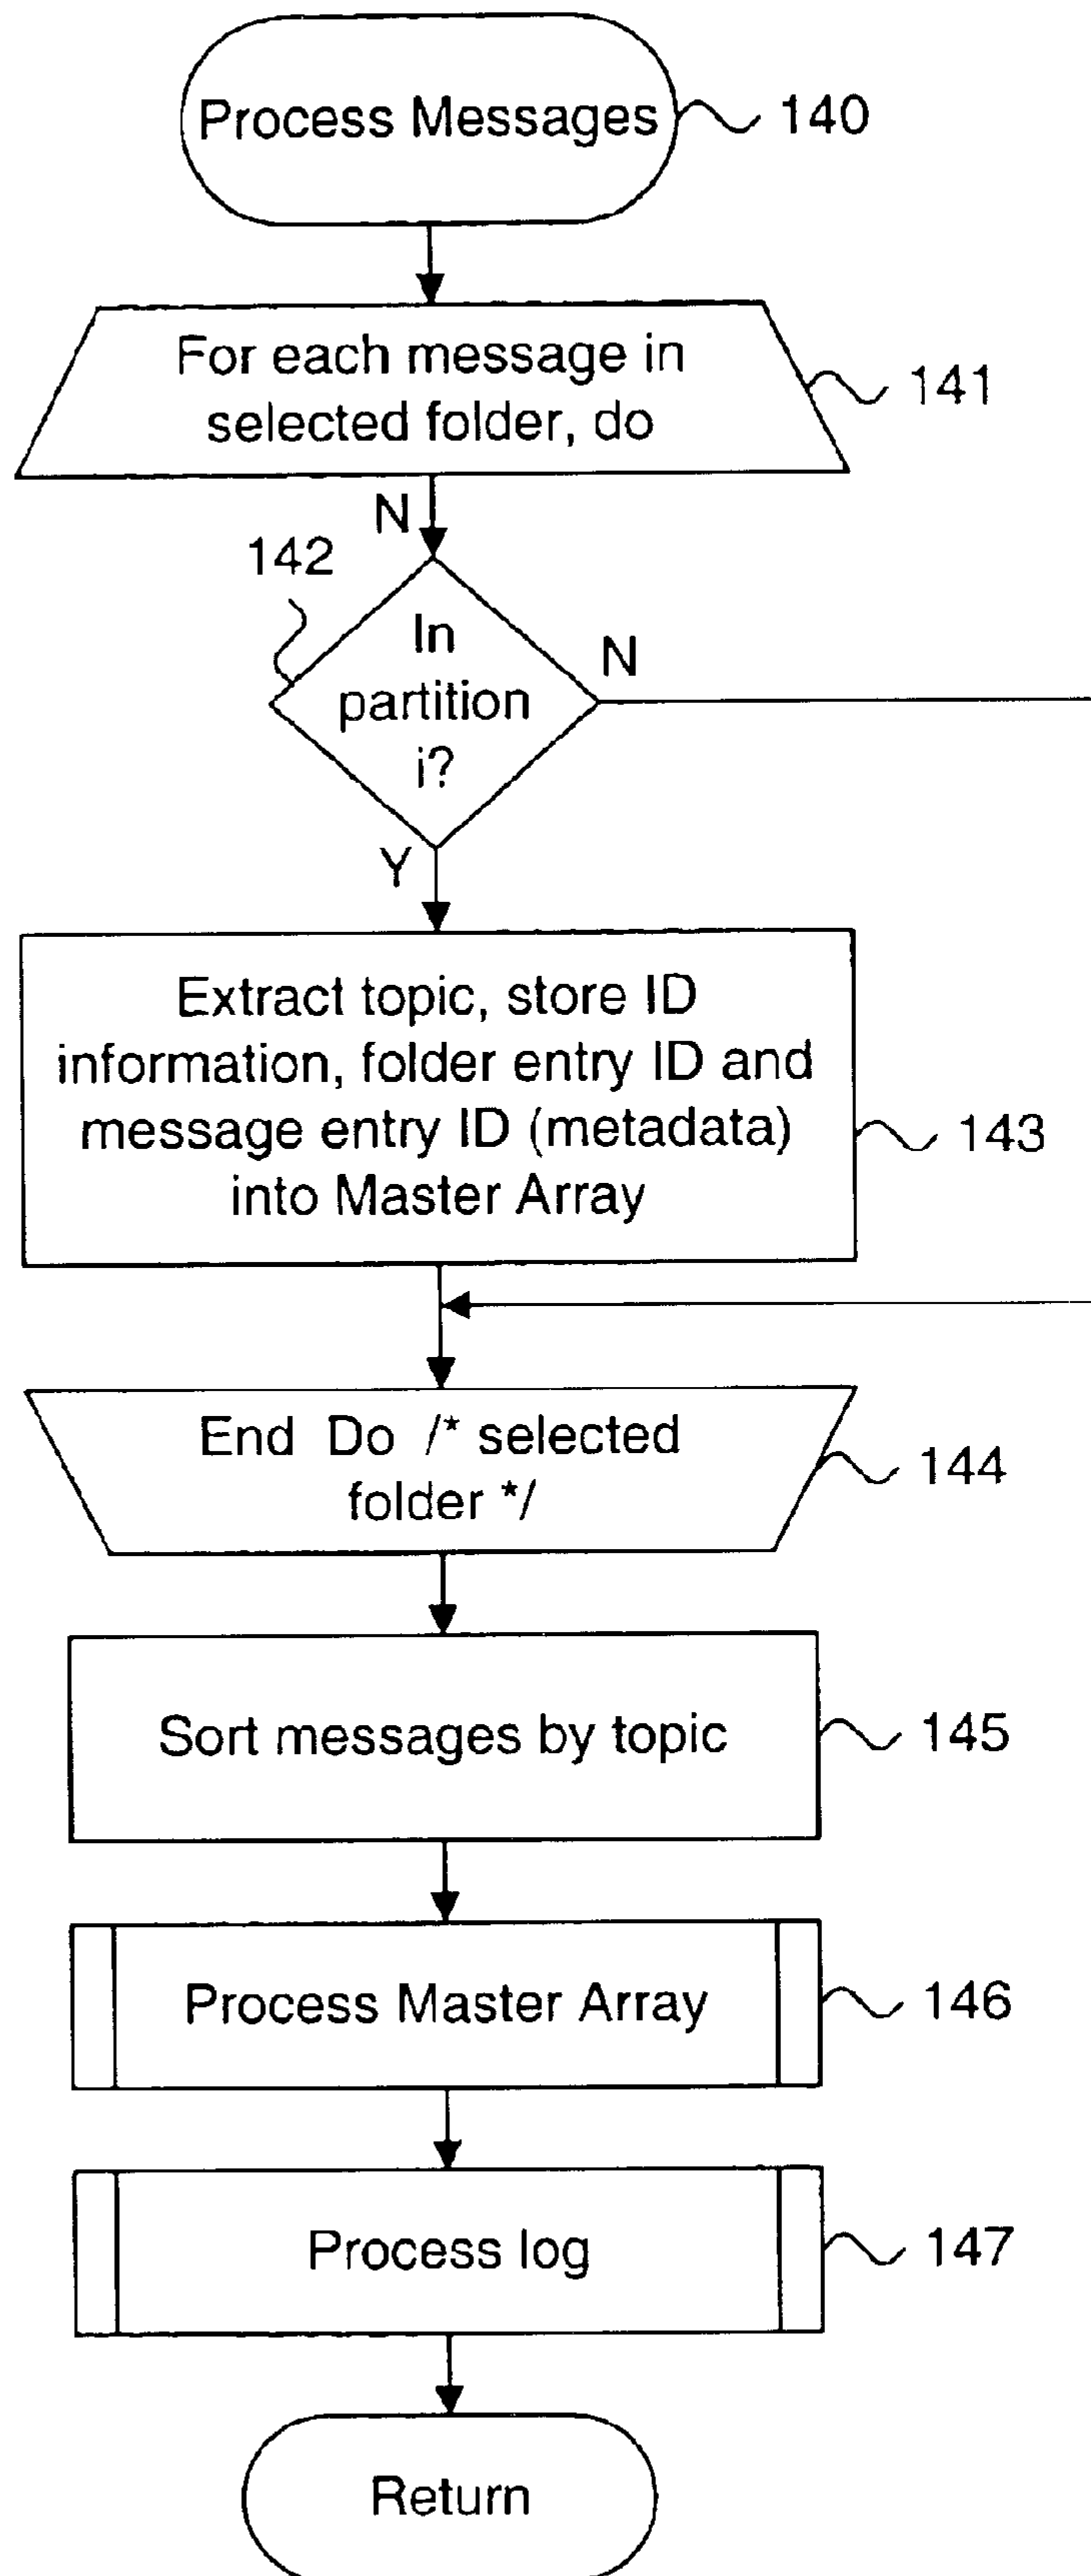 Process Messages
140
For each message in
selected folder, do
141
N
142
In
partition
i?
N
Y
Extract topic, store ID
information, folder entry ID and
message entry ID (metadata)
into Master Array
143
End Do /* selected
folder */
144
Sort messages by topic
145
Process Master Array
146
Process log
147
Return